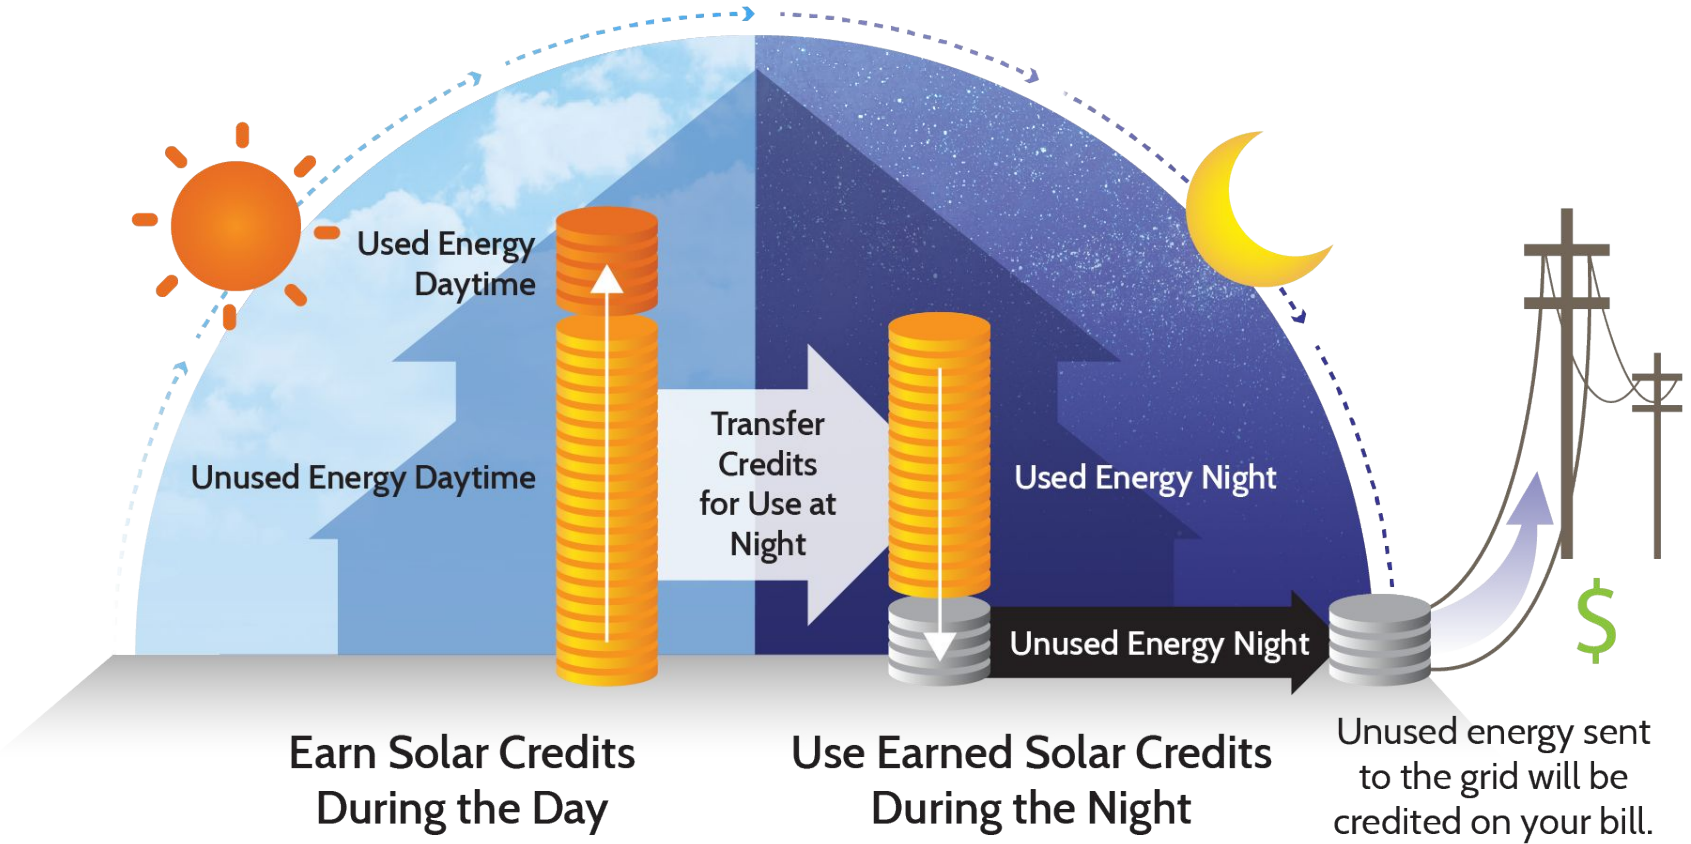 Used Energy
Daytime
Unused Energy Daytime
Transfer
Credits
for Use at
Night
Used Energy Night
Unused Energy Night
$
Earn Solar Credits
During the Day
Use Earned Solar Credits
During the Night
Unused energy sent
to the grid will be
credited on your bill.